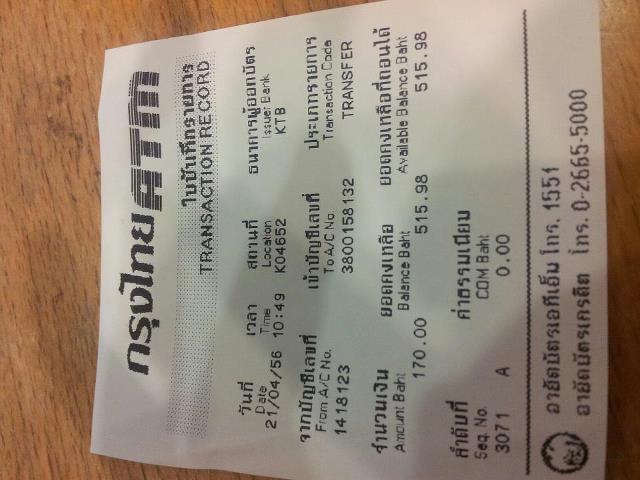 กรุงไทย ATM
ใบบันทึกรายการ
TRANSACTION RECORD
วันที่ เวลา สถานที่ ธนาคารผู้ออกบัตร
Date Time Location Issuer Bank
21/04/56 10:49 K04652 KTB
จากบัญชีเลขที่ เข้าบัญชีเลขที่ ประเภทรายการ
From A/C No. To A/C No. Transaction Code
1418123 3800158132 TRANSFER
จำนวนเงิน ยอดคงเหลือ ยอดคงเหลือที่ถอนได้
Amount Baht Balance Baht Available Balance Baht
170.00 515.98 515.98
ลำดับที่ ค่าธรรมเนียม
Seq. No. COM Baht
3071 A 0.00
อายัดบัตรเอทีเอ็ม โทร. 1551
อายัดบัตรเครดิต โทร. 0-2665-5000